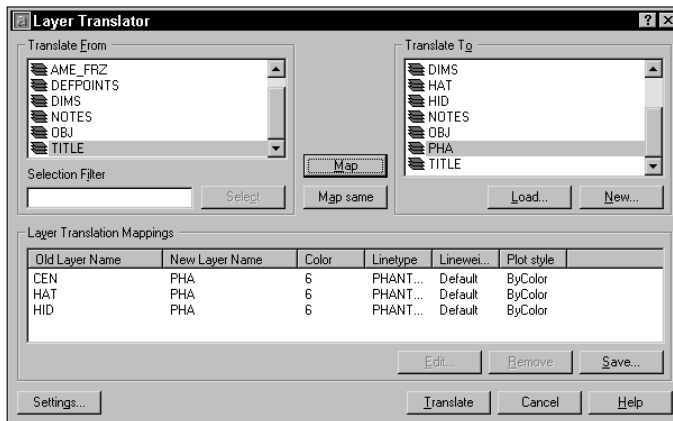 Layer Translator
Translate From
AME_FRZ
DEFPOINTS
DIMS
NOTES
OBJ
TITLE
Selection Filter
Select
Map
Map same
Translate To
DIMS
HAT
HID
NOTES
OBJ
PHA
TITLE
Load... New...
Layer Translation Mappings
Old Layer Name New Layer Name Color Linetype Linewei... Plot style
CEN PHA 6 PHANT... Default ByColor
HAT PHA 6 PHANT... Default ByColor
HID PHA 6 PHANT... Default ByColor
Edit... Remove Save...
Settings... Translate Cancel Help